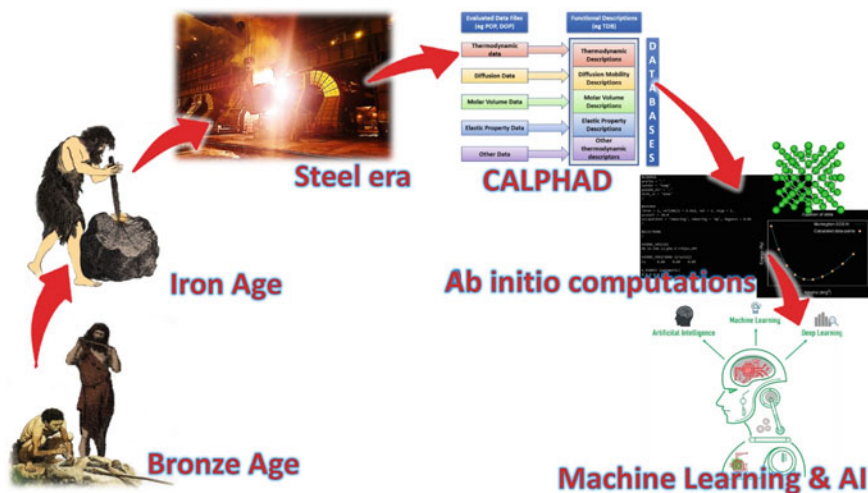 Evaluated Data Files
(eg POP, DOP)
Functional Descriptions
(eg TDB)
Thermodynamic
data
Thermodynamic
Descriptions
Diffusion Data
Diffusion Mobility
Descriptions
Molar Volume Data
Molar Volume
Descriptions
Elastic Property Data
Elastic Property
Descriptions
Other Data
Other
thermodynamic
descriptors
DATABASES
Steel era
CALPHAD
Iron Age
Ab initio computations
Machine Learning
Artificial Intelligence
Deep Learning
Bronze Age
Machine Learning & AI